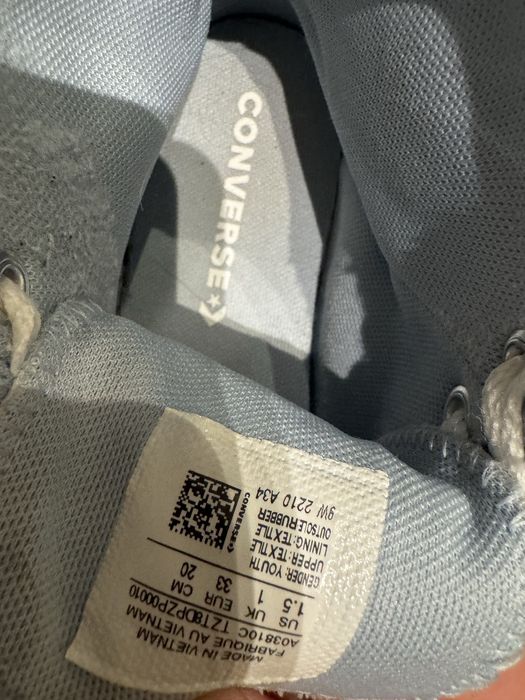 CONVERSE
MADE IN VIETNAM
FABRIQUE AU VIETNAM
A03810C TZT8DPZP00010
US UK EUR CM
1.5 1 33 20
GENDER: YOUTH
UPPER: TEXTILE
LINING:TEXTILE
OUTSOLE:RUBBER
9W 2210 A34
CONVERSE